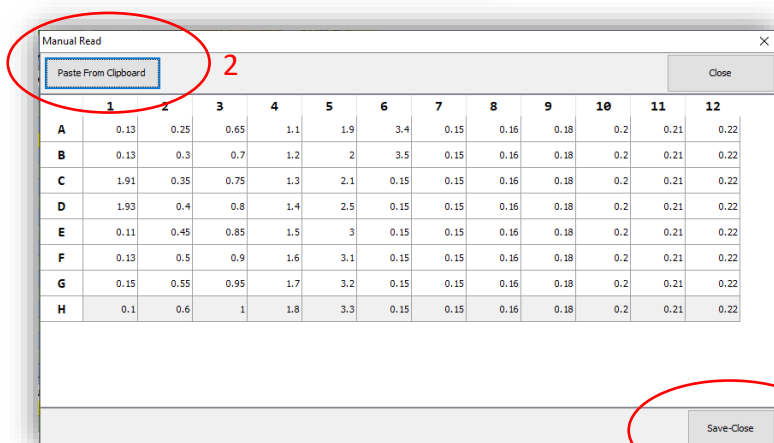 Manual Read
Paste From Clipboard 2 Close
1 2 3 4 5 6 7 8 9 10 11 12
A 0.13 0.25 0.65 1.1 1.9 3.4 0.15 0.16 0.18 0.2 0.21 0.22
B 0.13 0.3 0.7 1.2 2 3.5 0.15 0.16 0.18 0.2 0.21 0.22
C 1.91 0.35 0.75 1.3 2.1 0.15 0.15 0.16 0.18 0.2 0.21 0.22
D 1.93 0.4 0.8 1.4 2.5 0.15 0.15 0.16 0.18 0.2 0.21 0.22
E 0.11 0.45 0.85 1.5 3 0.15 0.15 0.16 0.18 0.2 0.21 0.22
F 0.13 0.5 0.9 1.6 3.1 0.15 0.15 0.16 0.18 0.2 0.21 0.22
G 0.15 0.55 0.95 1.7 3.2 0.15 0.15 0.16 0.18 0.2 0.21 0.22
H 0.1 0.6 1 1.8 3.3 0.15 0.15 0.16 0.18 0.2 0.21 0.22
Save-Close